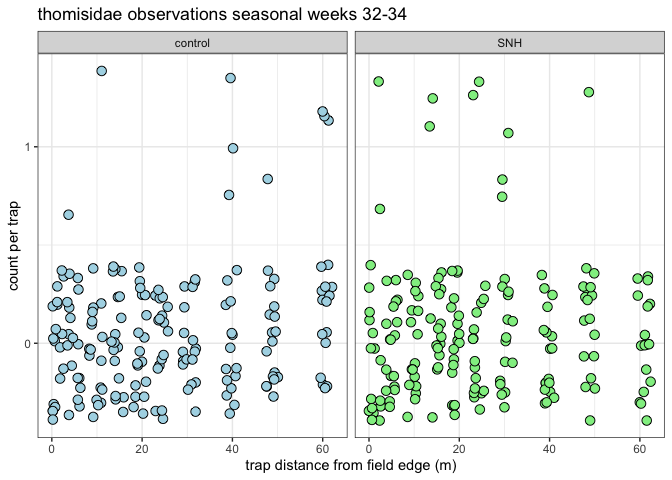 thomisidae observations seasonal weeks 32-34
control SNH
1
0
0 20 40 60 0 20 40 60
trap distance from field edge (m)
count per trap